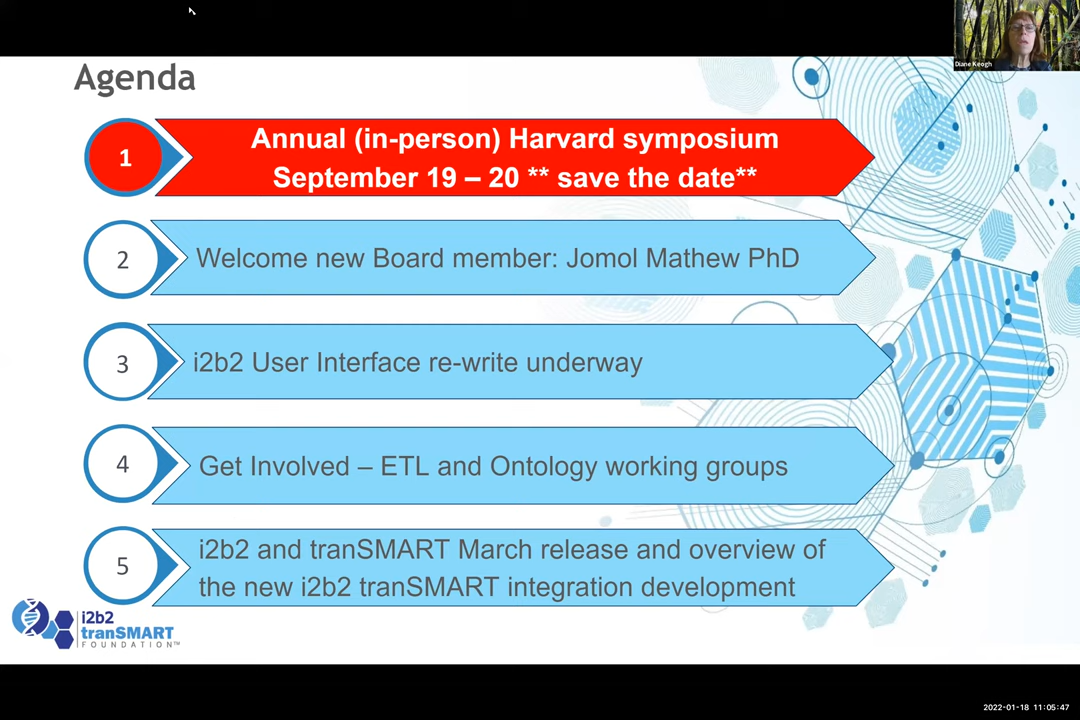 Diane Keogh
Agenda
1
Annual (in-person) Harvard symposium
September 19 – 20 ** save the date**
2
Welcome new Board member: Jomol Mathew PhD
3
i2b2 User Interface re-write underway
4
Get Involved – ETL and Ontology working groups
5
i2b2 and tranSMART March release and overview of
the new i2b2 tranSMART integration development
i2b2
tranSMART
FOUNDATION™
2022-01-18 11:05:47